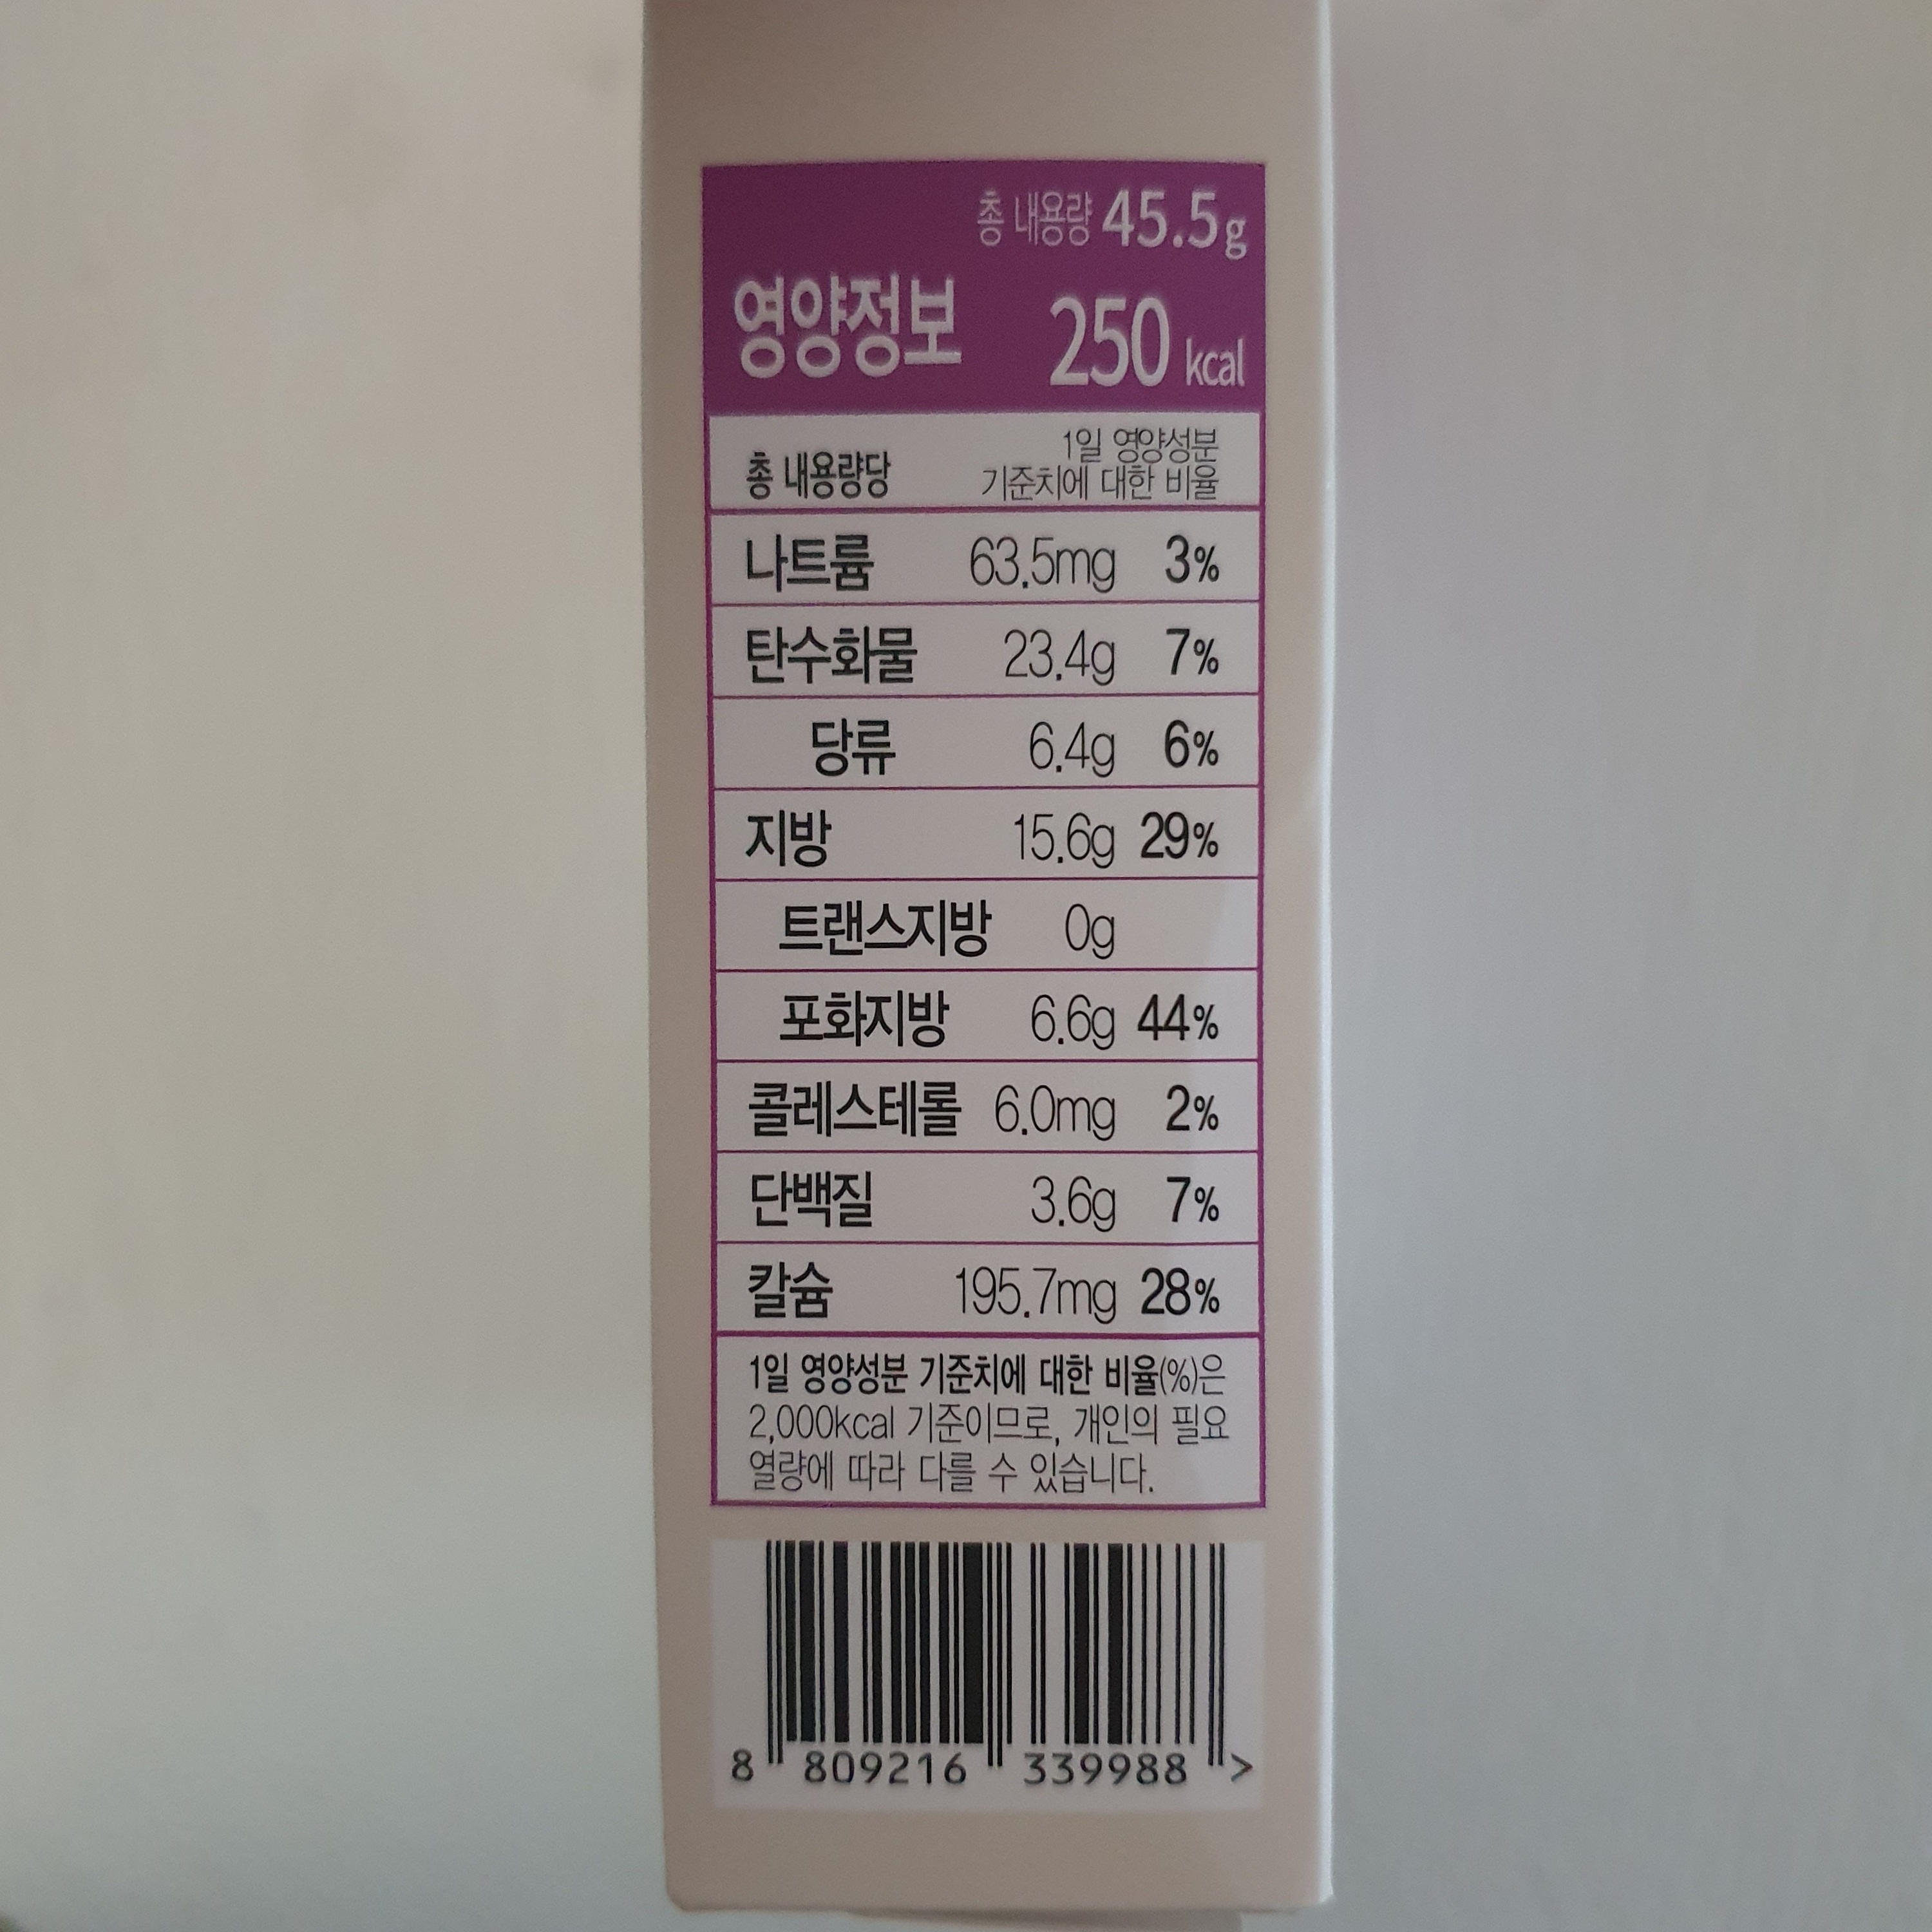 총 내용량 45.5g
영양정보 250 kcal
총 내용량당 1일 영양성분
기준치에 대한 비율
나트륨 63.5mg 3%
탄수화물 23.4g 7%
당류 6.4g 6%
지방 15.6g 29%
트랜스지방 0g
포화지방 6.6g 44%
콜레스테롤 6.0mg 2%
단백질 3.6g 7%
칼슘 195.7mg 28%
1일 영양성분 기준치에 대한 비율(%)은
2,000kcal 기준이므로, 개인의 필요
열량에 따라 다를 수 있습니다.
8 809216 339988 >